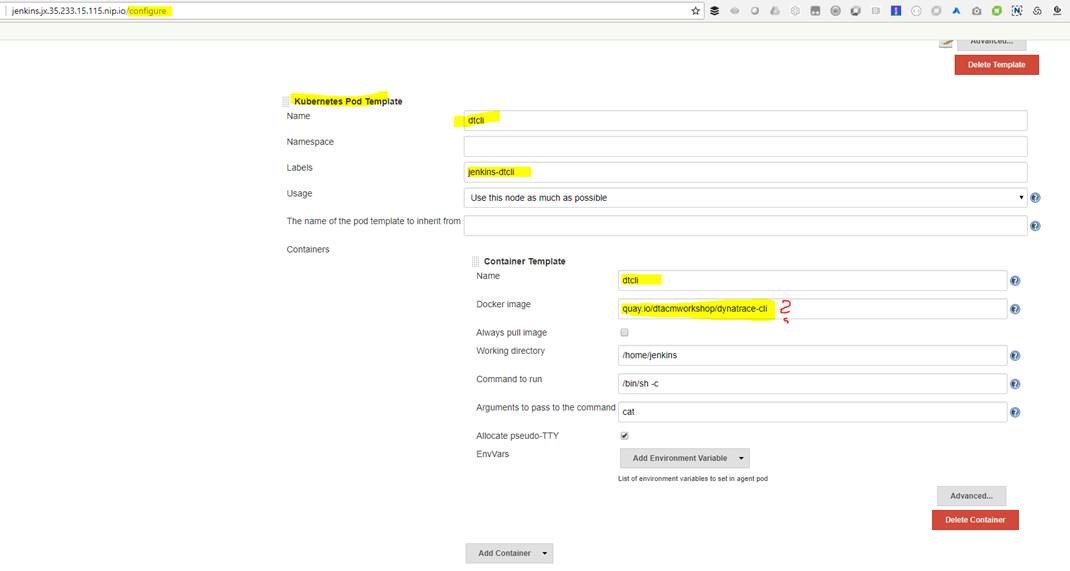 jenkins.jx.35.233.15.115.nip.io/configure
Advanced...
Delete Template
Kubernetes Pod Template
Name
dtcli
Namespace
Labels
jenkins-dtcli
Usage
Use this node as much as possible
The name of the pod template to inherit from
Containers
Container Template
Name
dtcli
Docker image
quay.io/dtacmworkshop/dynatrace-cli
?
Always pull image
Working directory
/home/jenkins
Command to run
/bin/sh -c
Arguments to pass to the command
cat
Allocate pseudo-TTY
EnvVars
Add Environment Variable
List of environment variables to set in agent pod
Advanced...
Delete Container
Add Container